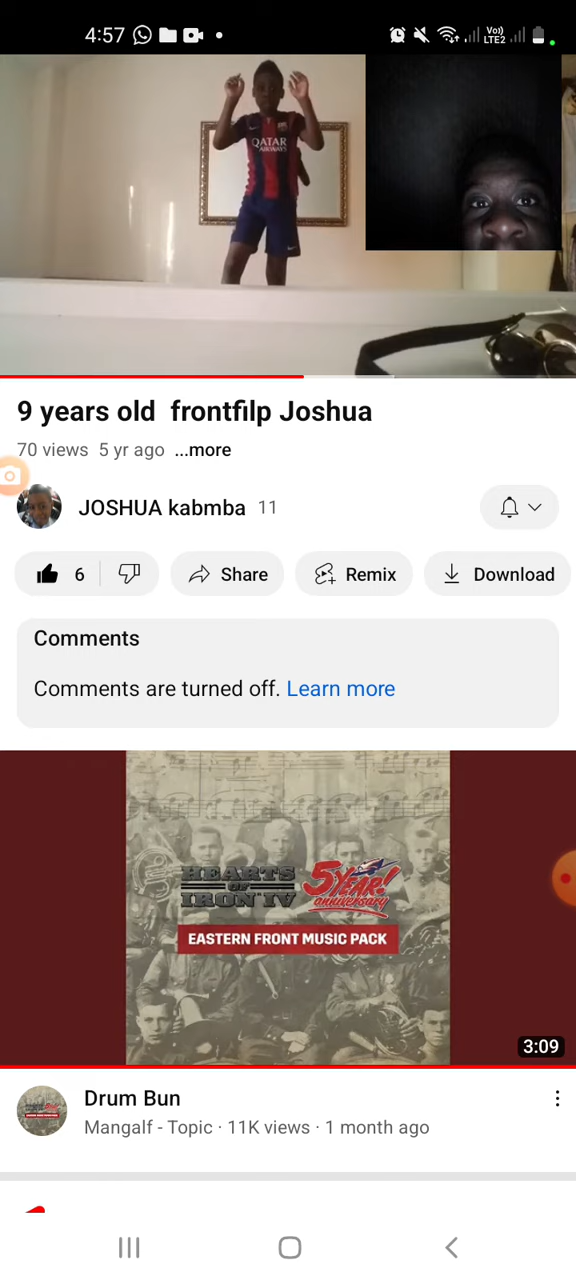 4:57
Vo))
LTE2
QATAR
AIRWAYS
9 years old frontfilp Joshua
70 views 5 yr ago ...more
JOSHUA kabmba 11
6 Share Remix Download
Comments
Comments are turned off. Learn more
HEARTS
OF
IRON IV
5 YEAR!
anniversary
EASTERN FRONT MUSIC PACK
3:09
Drum Bun
Mangalf - Topic · 11K views · 1 month ago